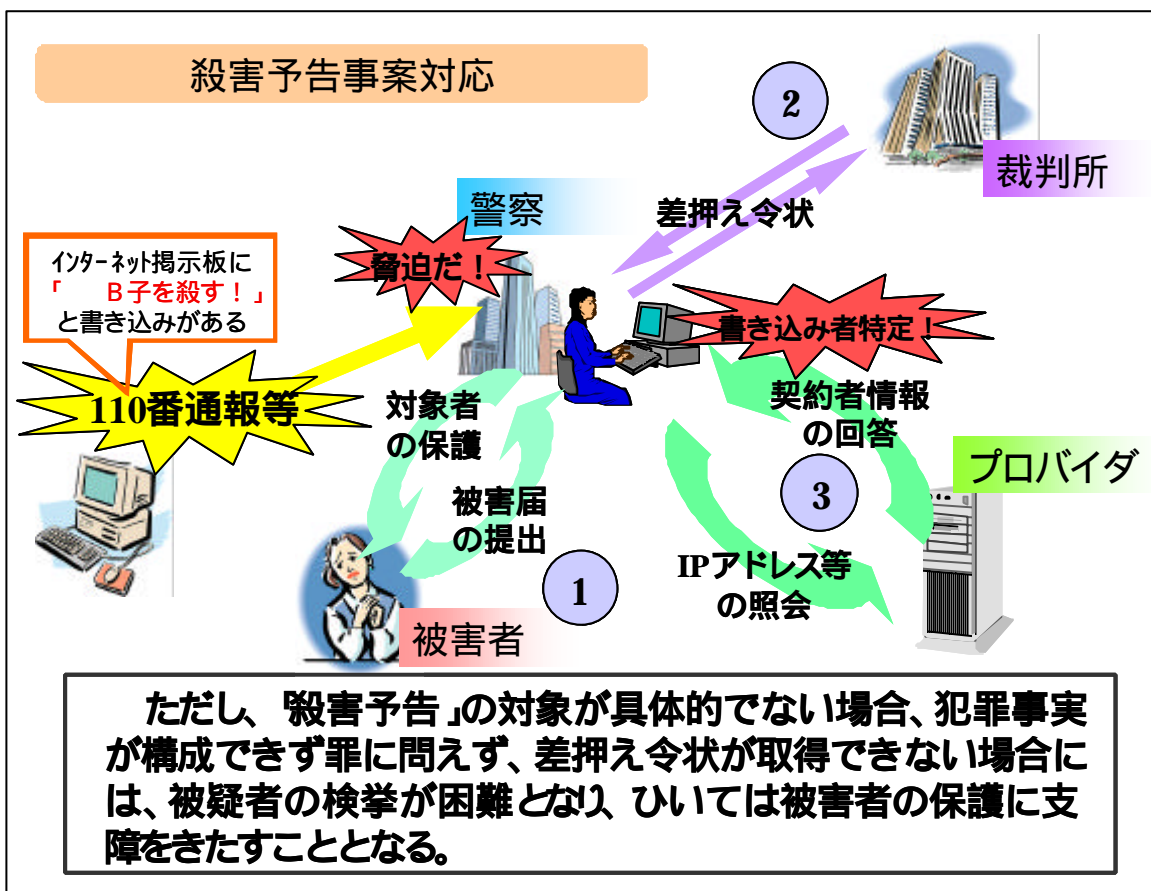 殺害予告事案対応
2
裁判所
警察
差押え令状
脅迫だ！
インターネット掲示板に
「　　Ｂ子を殺す！」
と書き込みがある
書き込み者特定！
110番通報等
対象者
の保護
契約者情報
の回答
プロバイダ
3
被害届
の提出
IPアドレス等
の照会
1
被害者
ただし、「殺害予告」の対象が具体的でない場合、犯罪事実
が構成できず罪に問えず、差押え令状が取得できない場合に
は、被疑者の検挙が困難となり、ひいては被害者の保護に支
障をきたすこととなる。